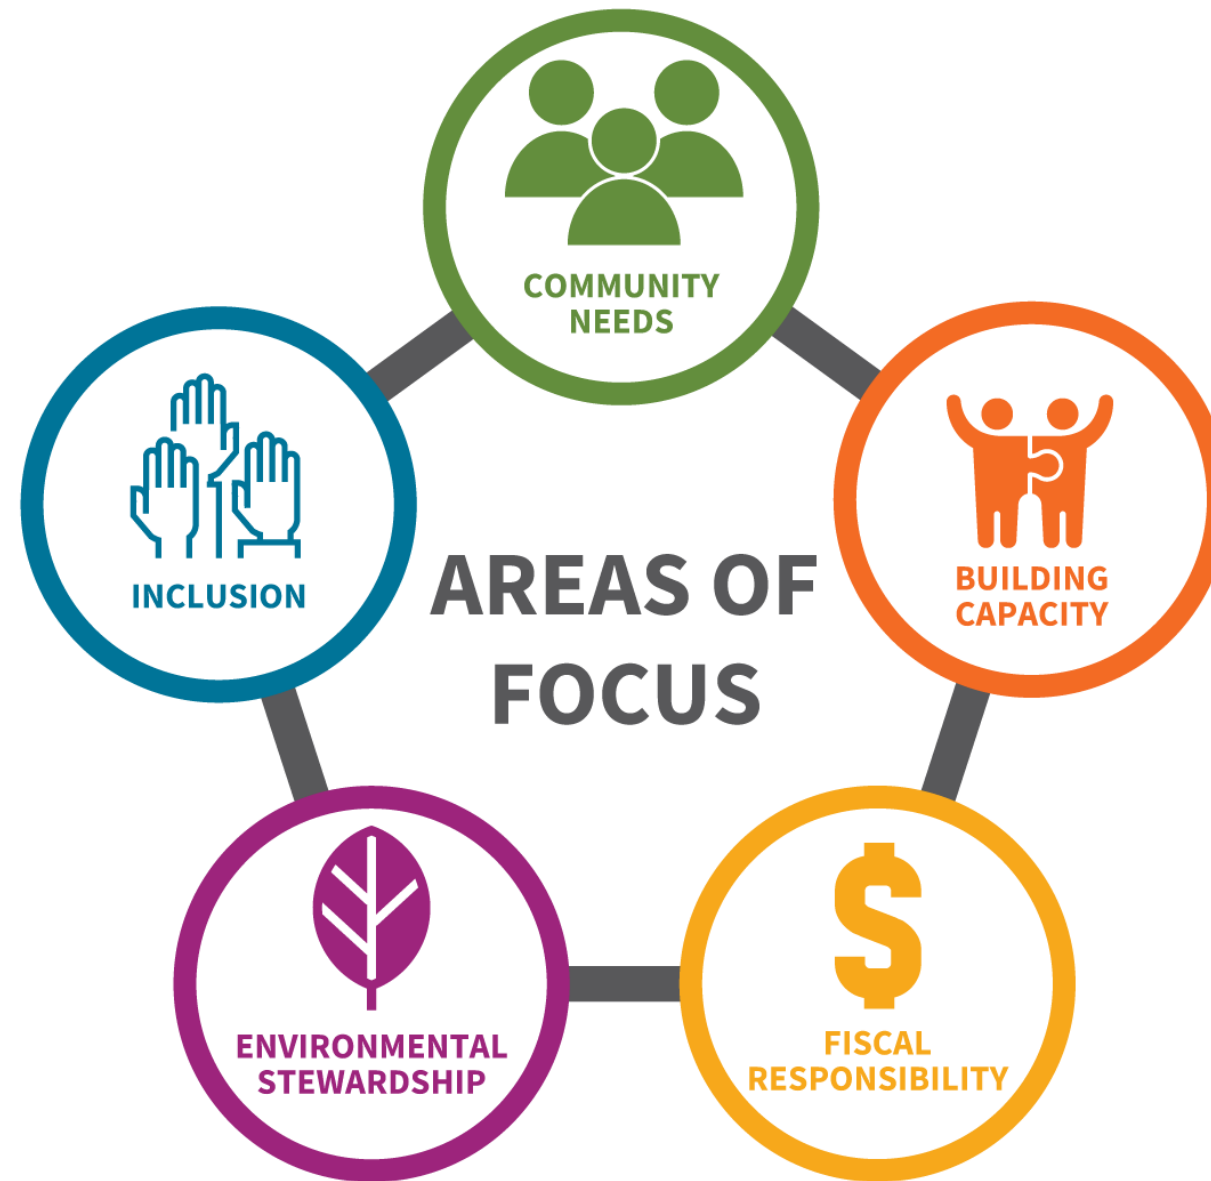 COMMUNITY
NEEDS
INCLUSION
BUILDING
CAPACITY
AREAS OF
FOCUS
ENVIRONMENTAL
STEWARDSHIP
FISCAL
RESPONSIBILITY